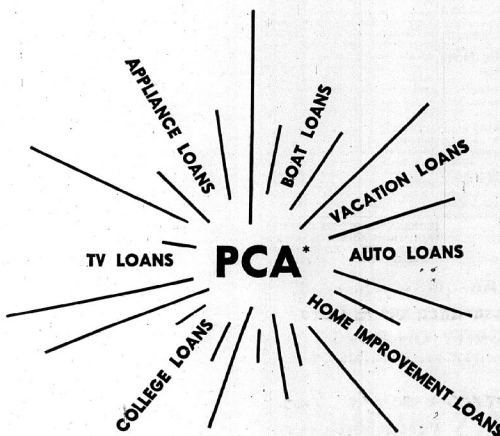 APPLIANCE LOANS
BOAT LOANS
VACATION LOANS
TV LOANS
PCA*
AUTO LOANS
COLLEGE LOANS
HOME IMPROVEMENT LOANS